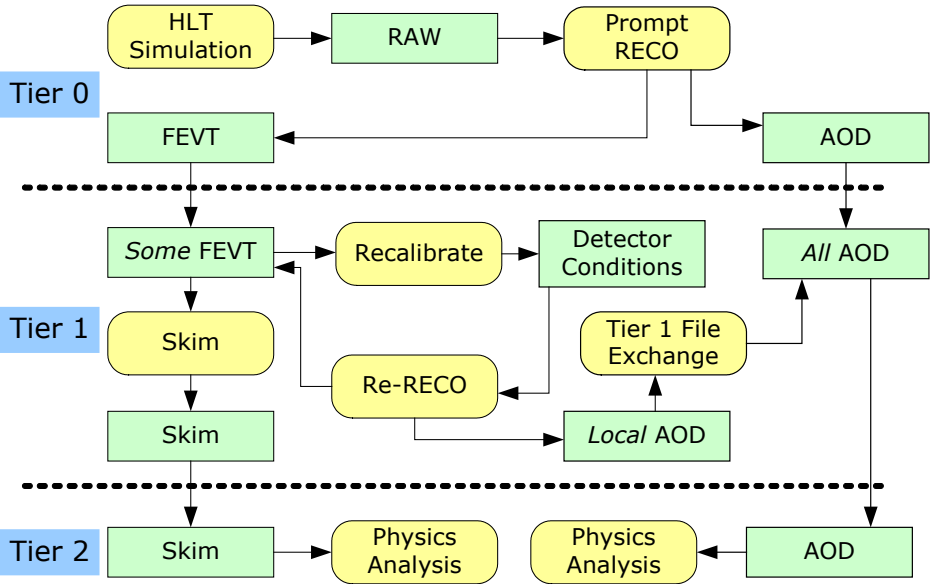 HLT
Simulation
RAW
Prompt
RECO
Tier 0
FEVT
AOD
Some FEVT
Recalibrate
Detector
Conditions
All AOD
Tier 1
Skim
Tier 1 File
Exchange
Re-RECO
Skim
Local AOD
Tier 2
Skim
Physics
Analysis
Physics
Analysis
AOD